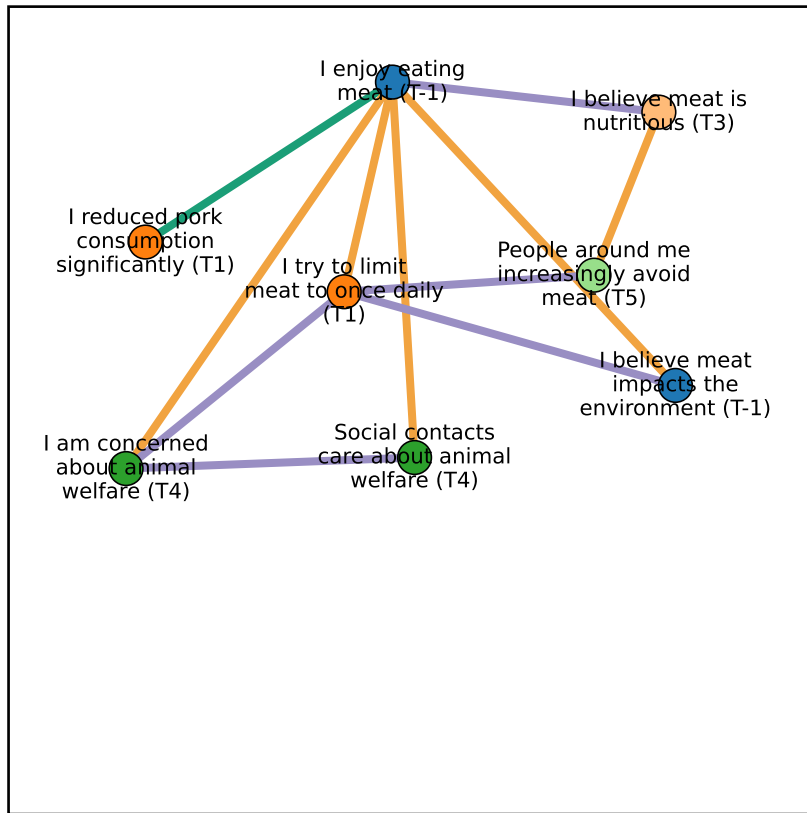 I enjoy eating
meat (T-1)
I believe meat is
nutritious (T3)
I reduced pork
consumption
significantly (T1)
I try to limit
meat to once daily
(T1)
People around me
increasingly avoid
meat (T5)
I believe meat
impacts the
environment (T-1)
I am concerned
about animal
welfare (T4)
Social contacts
care about animal
welfare (T4)